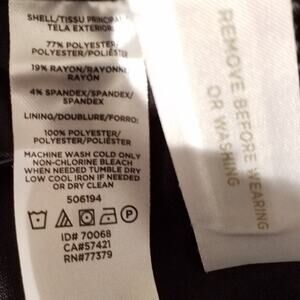 SHELL/TISSU PRINCIPAL/
TELA EXTERIOR:
77% POLYESTER/
POLYESTER/POLIÉSTER
19% RAYON/RAYONNE/
RAYÓN
4% SPANDEX/SPANDEX/
SPANDEX
LINING/DOUBLURE/FORRO:
100% POLYESTER/
POLYESTER/POLIÉSTER
MACHINE WASH COLD ONLY
NON-CHLORINE BLEACH
WHEN NEEDED TUMBLE DRY
LOW COOL IRON IF NEEDED
OR DRY CLEAN
506194
ID# 70068
CA#57421
RN#77379
REMOVE BEFORE WEARING
OR WASHING